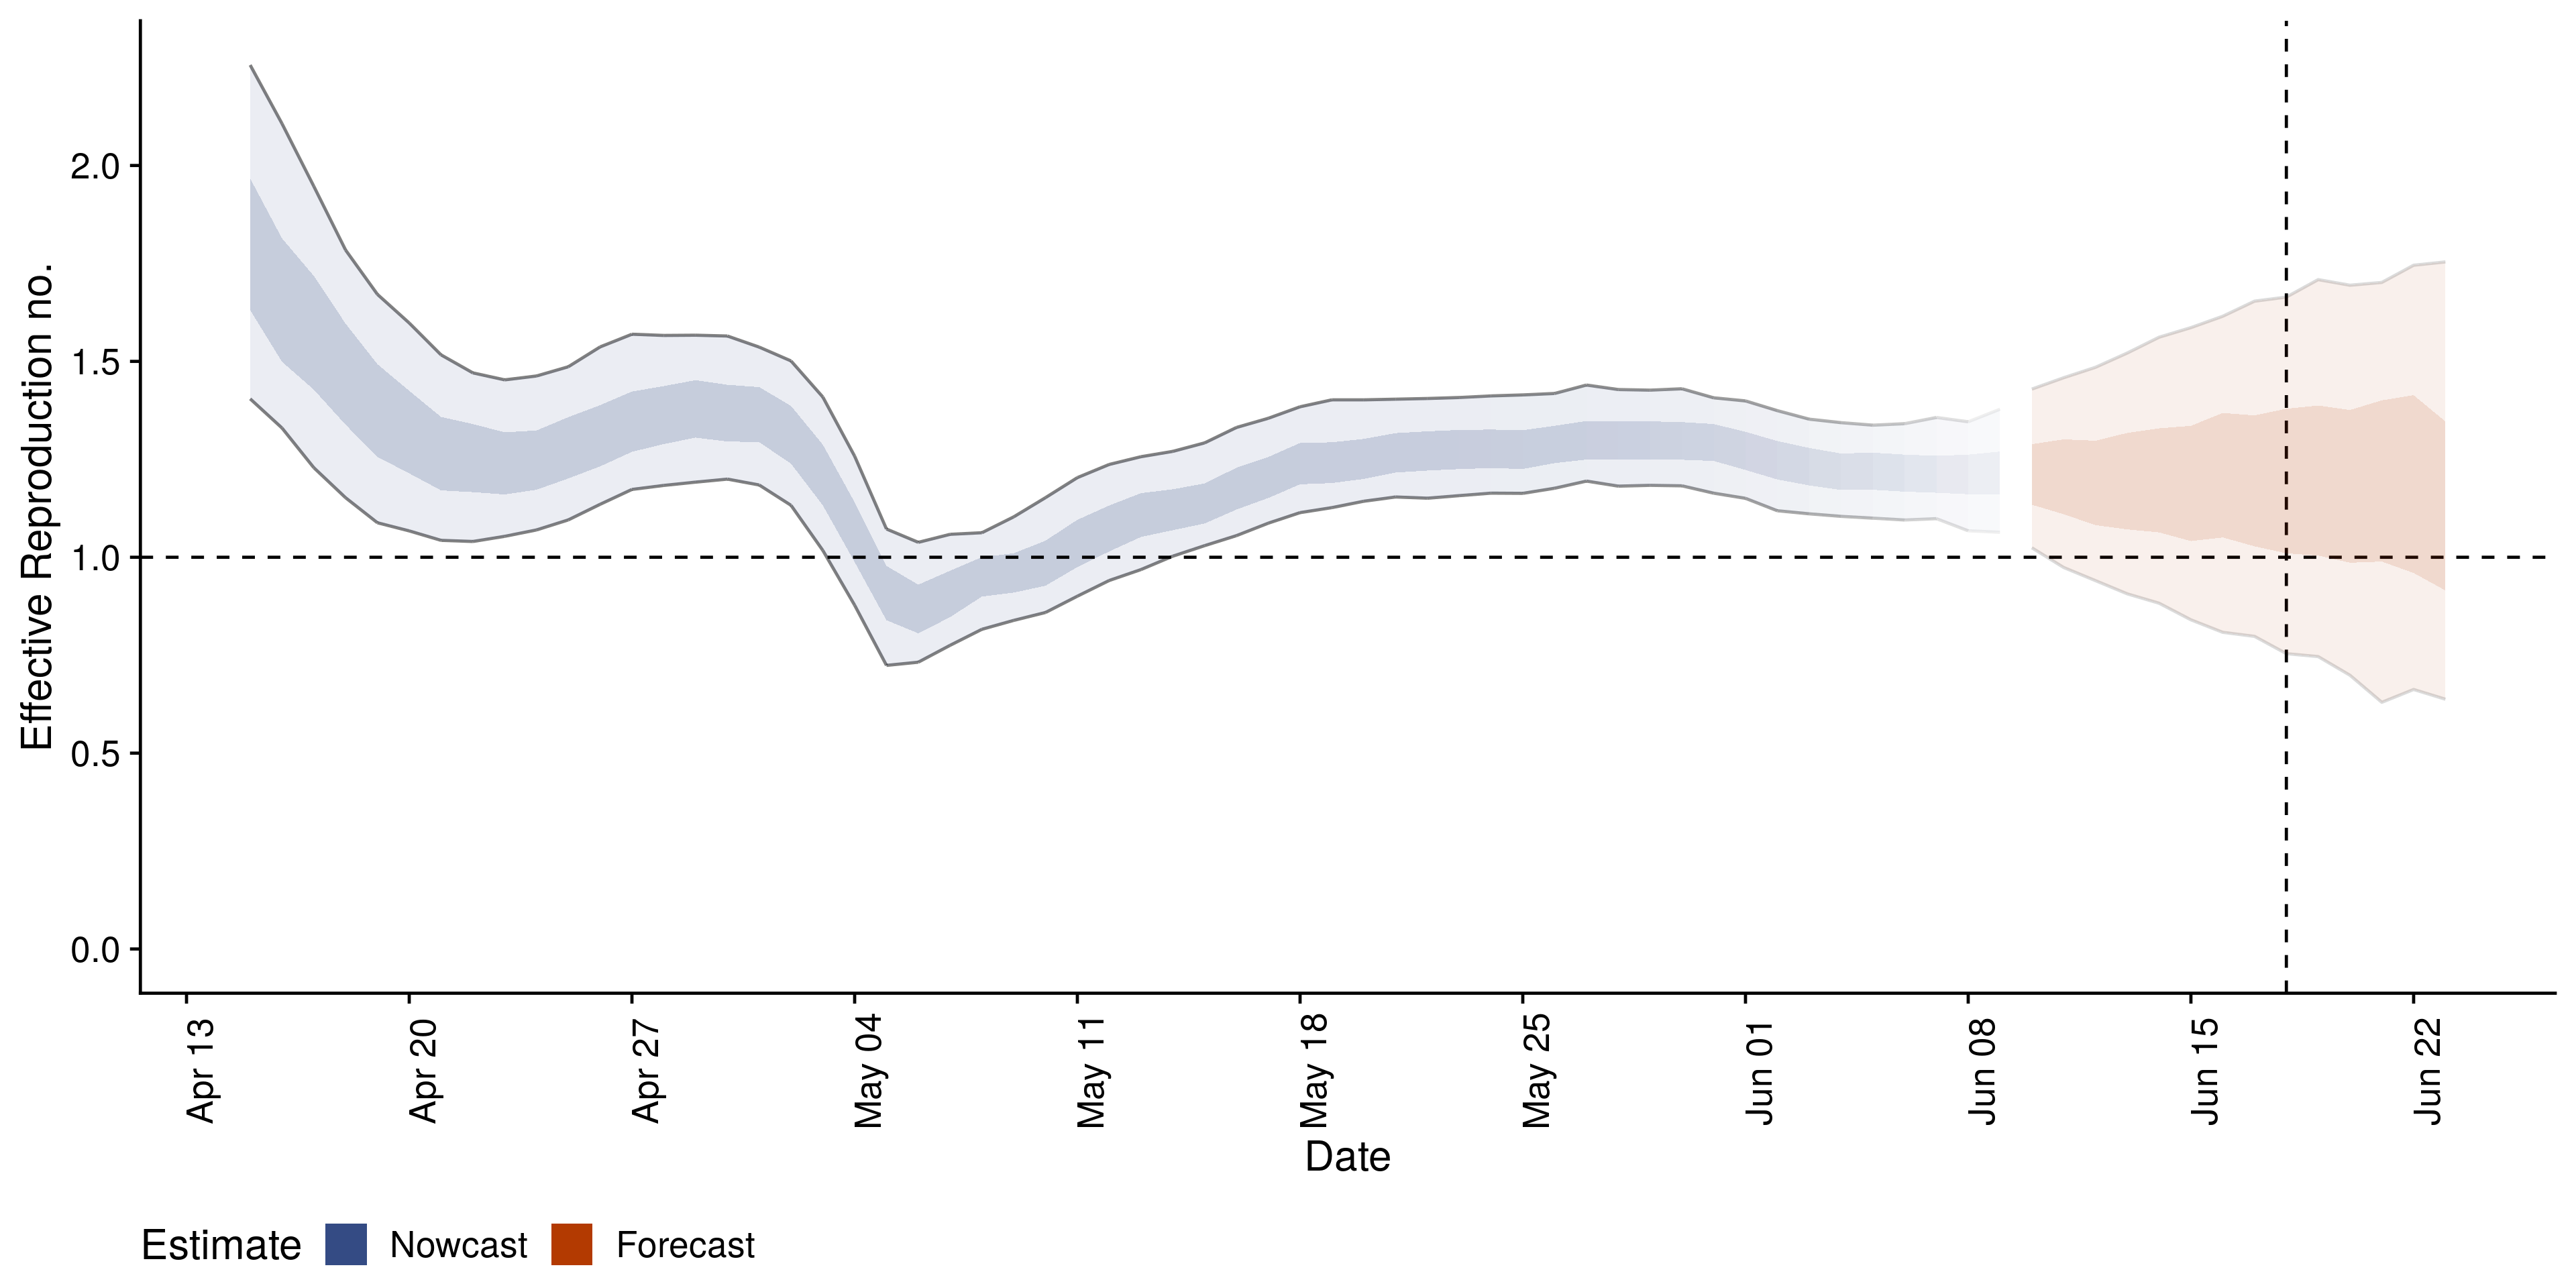 Effective Reproduction no.
2.0
1.5
1.0
0.5
0.0
Apr 13
Apr 20
Apr 27
May 04
May 11
May 18
May 25
Jun 01
Jun 08
Jun 15
Jun 22
Date
Estimate Nowcast Forecast